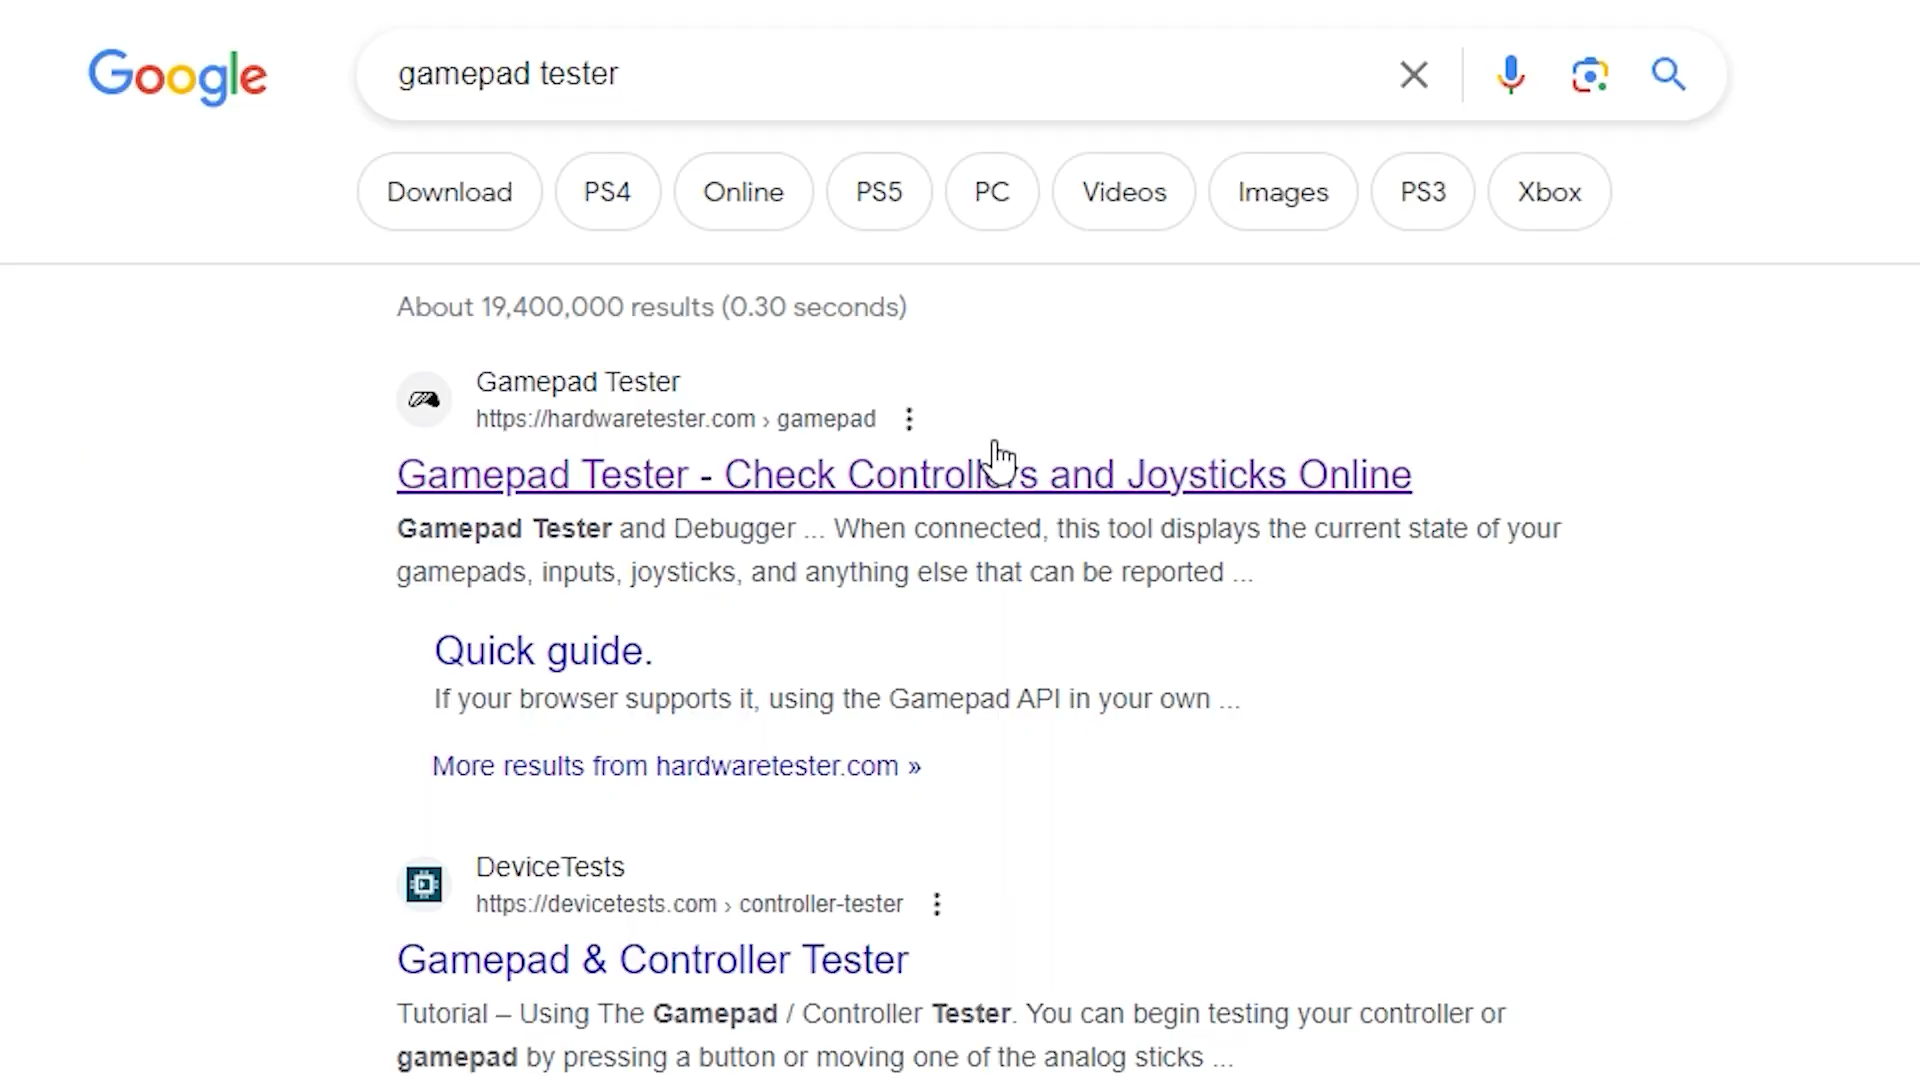 Google
gamepad tester
Download PS4 Online PS5 PC Videos Images PS3 Xbox
About 19,400,000 results (0.30 seconds)
Gamepad Tester
https://hardwaretester.com › gamepad
Gamepad Tester - Check Controllers and Joysticks Online
Gamepad Tester and Debugger ... When connected, this tool displays the current state of your
gamepads, inputs, joysticks, and anything else that can be reported ...
Quick guide.
If your browser supports it, using the Gamepad API in your own ...
More results from hardwaretester.com »
DeviceTests
https://devicetests.com › controller-tester
Gamepad & Controller Tester
Tutorial – Using The Gamepad / Controller Tester. You can begin testing your controller or
gamepad by pressing a button or moving one of the analog sticks ...